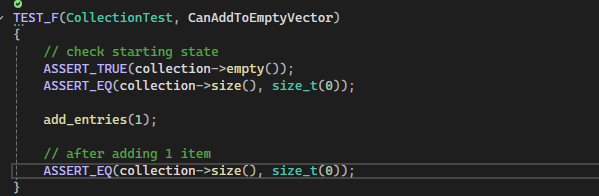 TEST_F(CollectionTest, CanAddToEmptyVector)
{
    // check starting state
    ASSERT_TRUE(collection->empty());
    ASSERT_EQ(collection->size(), size_t(0));

    add_entries(1);

    // after adding 1 item
    ASSERT_EQ(collection->size(), size_t(0));
}